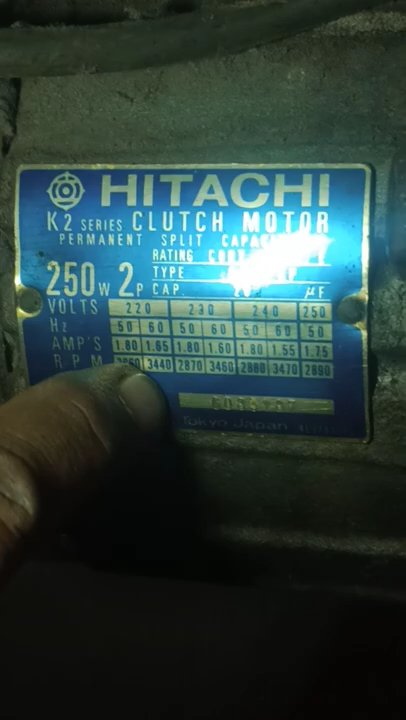 HITACHI
K2 SERIES CLUTCH MOTOR
PERMANENT SPLIT
RATING
250W 2P TYPE
CAP. μF
VOLTS 220 230 240 250
Hz 50 60 50 60 50 60 50
AMP'S 1.80 1.65 1.80 1.60 1.80 1.55 1.75
R.P.M 3440 2870 3460 2880 3470 2890
Tokyo Japan